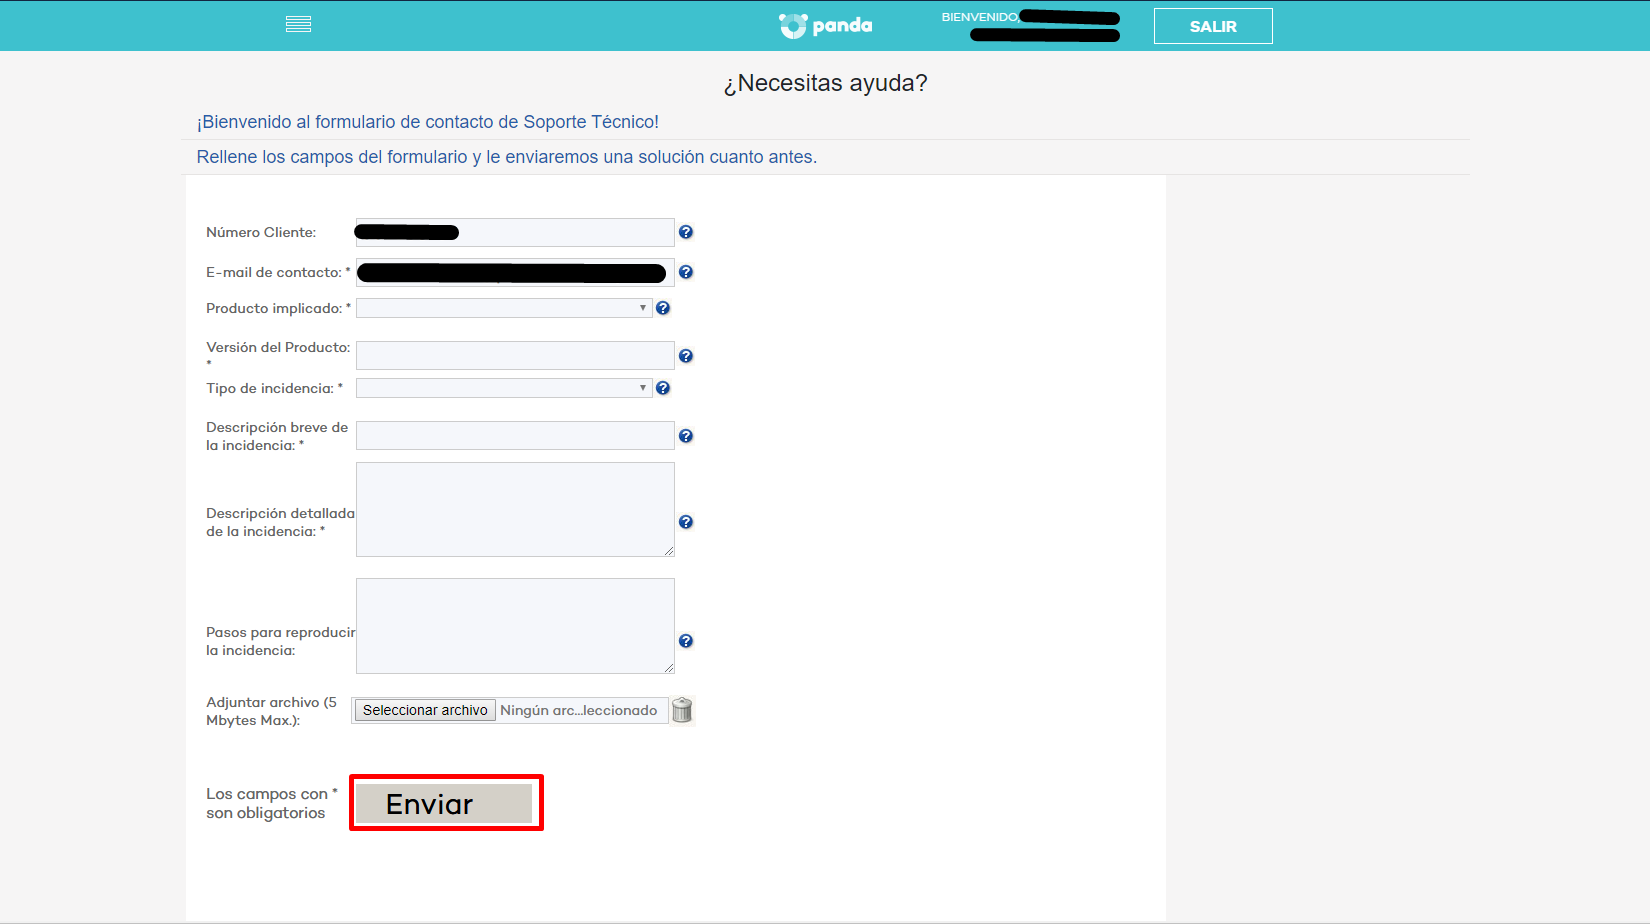 panda
BIENVENIDO,
SALIR
¿Necesitas ayuda?
¡Bienvenido al formulario de contacto de Soporte Técnico!
Rellene los campos del formulario y le enviaremos una solución cuanto antes.
Número Cliente:
E-mail de contacto: *
Producto implicado: *
Versión del Producto:
*
Tipo de incidencia: *
Descripción breve de
la incidencia: *
Descripción detallada
de la incidencia: *
Pasos para reproducir
la incidencia:
Adjuntar archivo (5
Mbytes Max.):
Seleccionar archivo Ningún arc...leccionado
Los campos con *
son obligatorios
Enviar